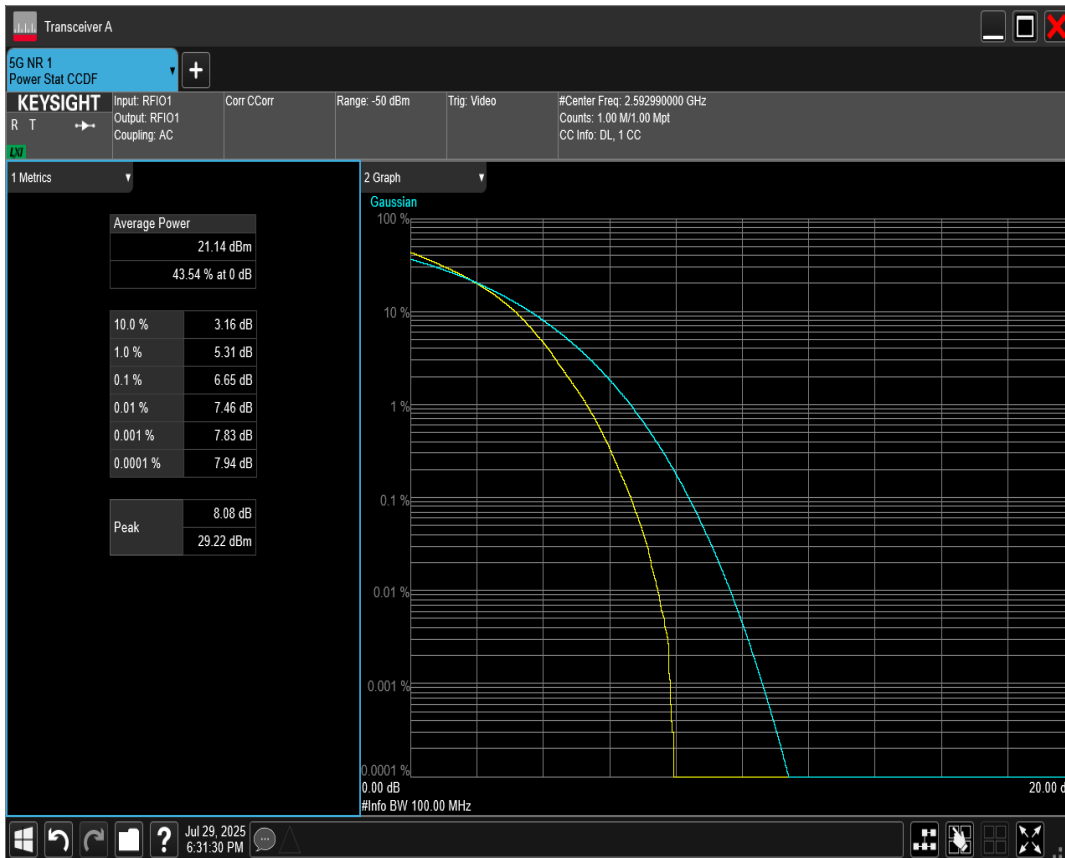 Transceiver A
5G NR 1
Power Stat CCDF
+
KEYSIGHT
R T
LXI
Input: RFIO1
Output: RFIO1
Coupling: AC
Corr CCorr
Range: -50 dBm
Trig: Video
#Center Freq: 2.592990000 GHz
Counts: 1.00 M/1.00 Mpt
CC Info: DL, 1 CC
1 Metrics
Average Power
21.14 dBm
43.54 % at 0 dB
10.0 % 3.16 dB
1.0 % 5.31 dB
0.1 % 6.65 dB
0.01 % 7.46 dB
0.001 % 7.83 dB
0.0001 % 7.94 dB
Peak
8.08 dB
29.22 dBm
2 Graph
Gaussian
100 %
10 %
1 %
0.1 %
0.01 %
0.001 %
0.0001 %
0.00 dB 20.00 d
#Info BW 100.00 MHz
?
Jul 29, 2025
6:31:30 PM